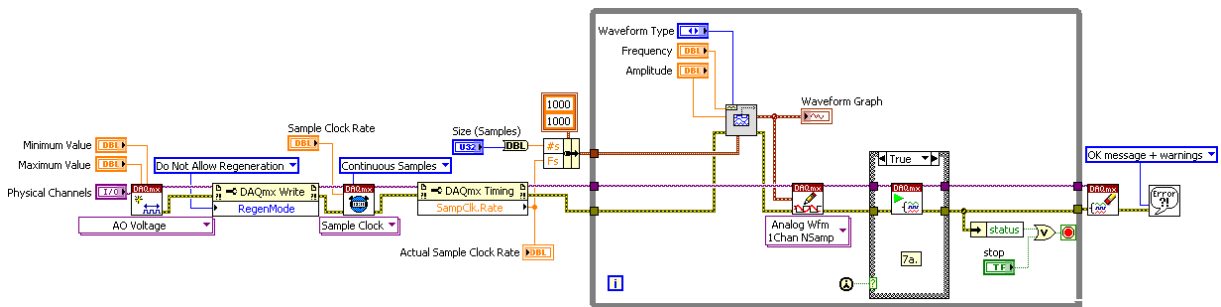 Waveform Type
Frequency
DBL
Amplitude
DBL
1000
1000
Waveform Graph
Sample Clock Rate
DBL
Size (Samples)
U32
DBL
#s
Fs
Minimum Value
DBL
Maximum Value
DBL
Do Not Allow Regeneration
Continuous Samples
True
OK message + warnings
Physical Channels
I/O
DAQmx
DAQmx Write
RegenMode
DAQmx
DAQmx Timing
SampClk.Rate
DAQmx
DAQmx
DAQmx
Error
?!
AO Voltage
Sample Clock
Analog Wfm
1Chan NSamp
status
Actual Sample Clock Rate
DBL
7a.
stop
TF
i
?